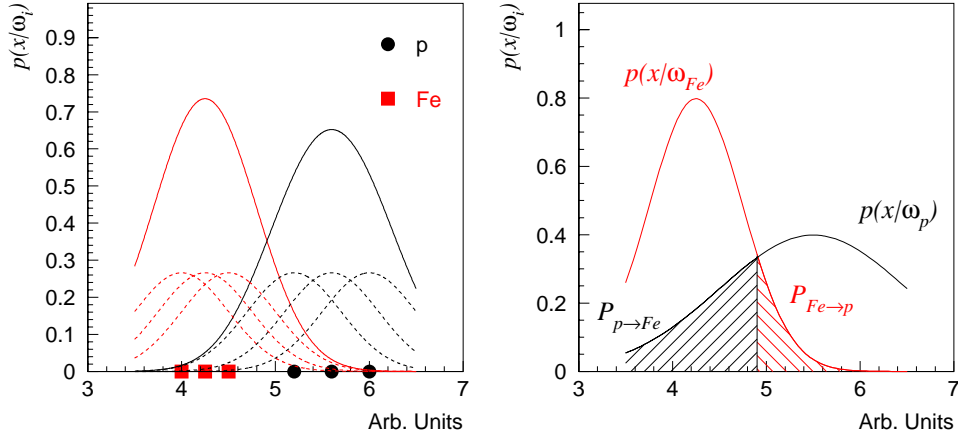 p(x/ω_i)
0.9
0.8
0.7
0.6
0.5
0.4
0.3
0.2
0.1
0
3 4 5 6 7
Arb. Units
p
Fe
p(x/ω_i)
1
0.8
0.6
0.4
0.2
0
3 4 5 6 7
Arb. Units
p(x/ω_Fe)
p(x/ω_p)
P_p→Fe
P_Fe→p